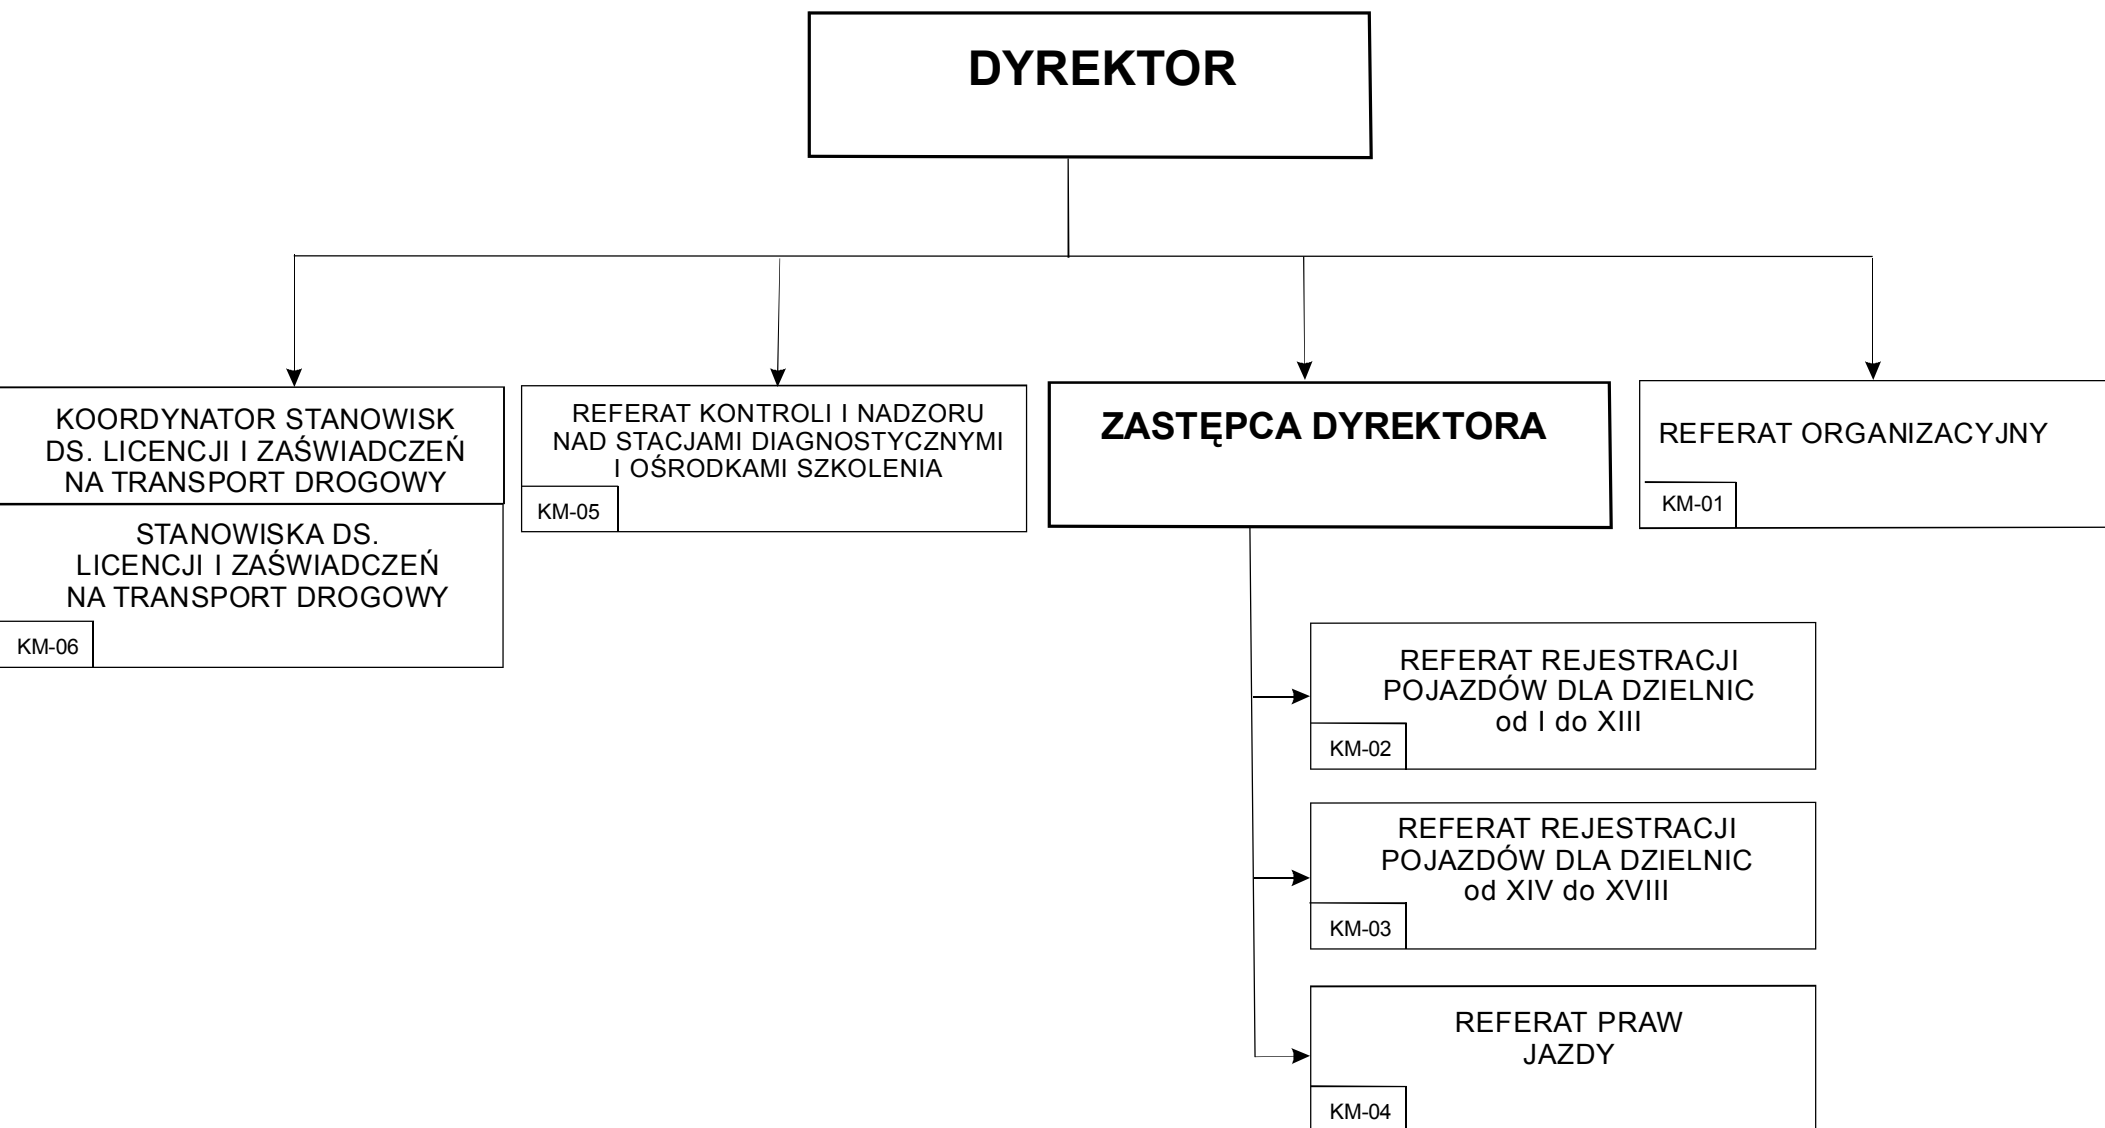 DYREKTOR
KOORDYNATOR STANOWISK
DS. LICENCJI I ZAŚWIADCZEŃ
NA TRANSPORT DROGOWY
STANOWISKA DS.
LICENCJI I ZAŚWIADCZEŃ
NA TRANSPORT DROGOWY
KM-06
REFERAT KONTROLI I NADZORU
NAD STACJAMI DIAGNOSTYCZNYMI
I OŚRODKAMI SZKOLENIA
KM-05
ZASTĘPCA DYREKTORA
REFERAT ORGANIZACYJNY
KM-01
REFERAT REJESTRACJI
POJAZDÓW DLA DZIELNIC
od I do XIII
KM-02
REFERAT REJESTRACJI
POJAZDÓW DLA DZIELNIC
od XIV do XVIII
KM-03
REFERAT PRAW
JAZDY
KM-04